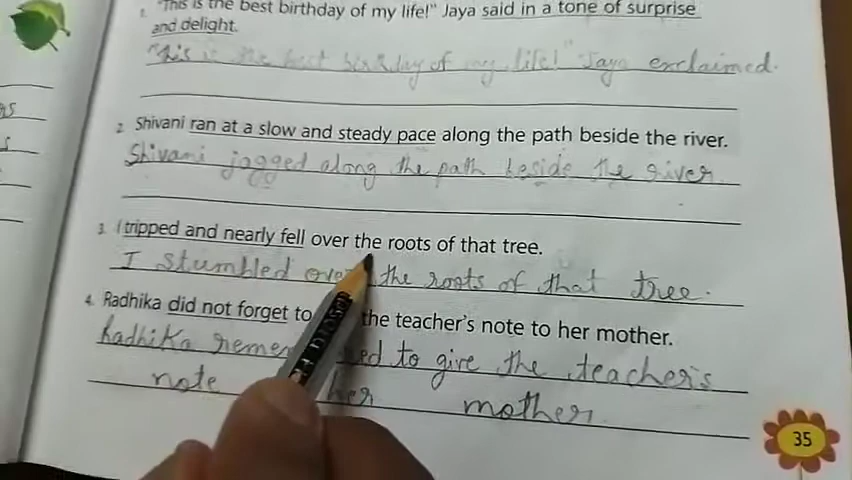 1. "This is the best birthday of my life!" Jaya said in a tone of surprise
and delight.
"This is the best birthday of my life!" Jaya exclaimed.
2. Shivani ran at a slow and steady pace along the path beside the river.
Shivani jagged along the path beside the river.
3. I tripped and nearly fell over the roots of that tree.
I stumbled over the roots of that tree.
4. Radhika did not forget to the teacher's note to her mother.
Radhika to give the teacher's
note her mother.
35